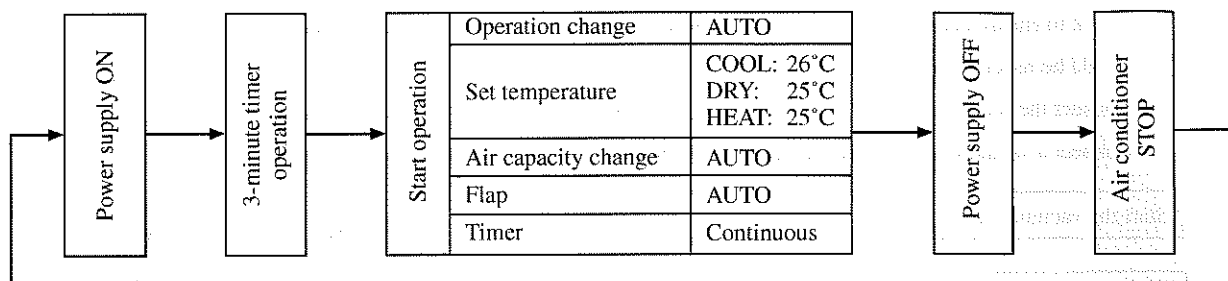 Power supply ON
3-minute timer
operation
Start operation
Operation change AUTO
Set temperature
COOL: 26°C
DRY: 25°C
HEAT: 25°C
Air capacity change AUTO
Flap AUTO
Timer Continuous
Power supply OFF
Air conditioner
STOP